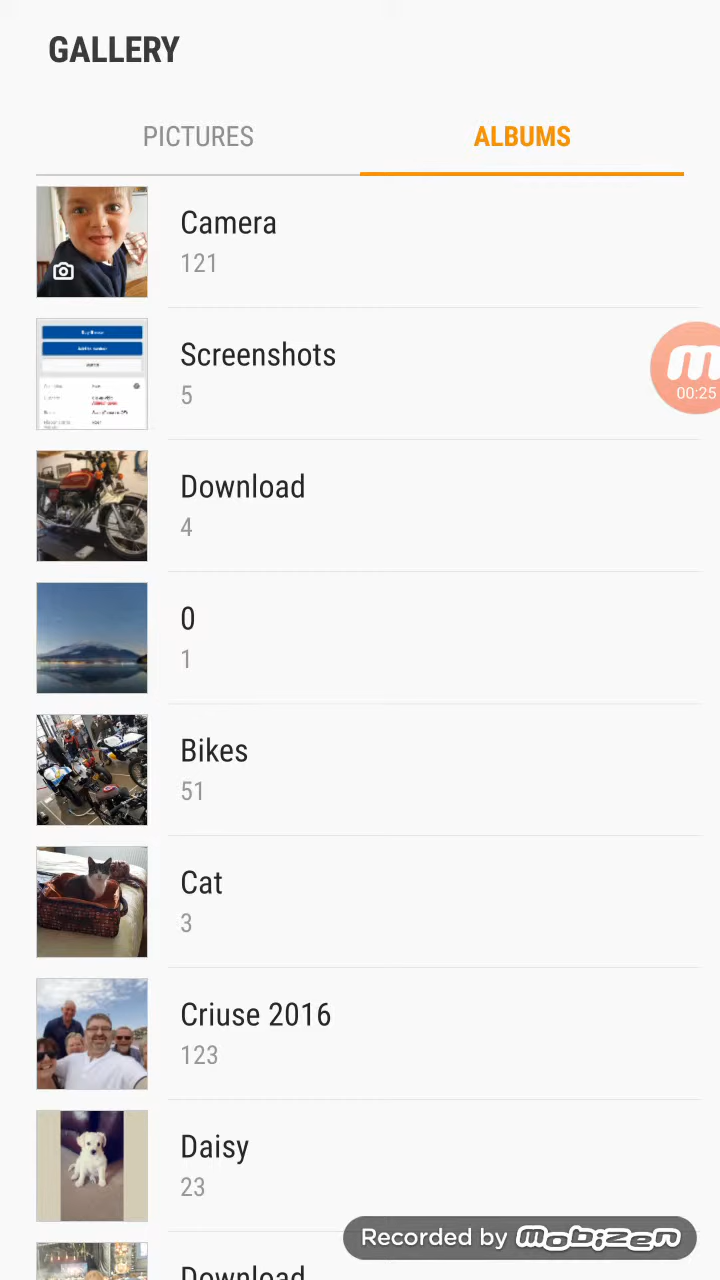 GALLERY
PICTURES
ALBUMS
Camera
121
Screenshots
5
00:25
Download
4
0
1
Bikes
51
Cat
3
Criuse 2016
123
Daisy
23
Recorded by mobizen
Download